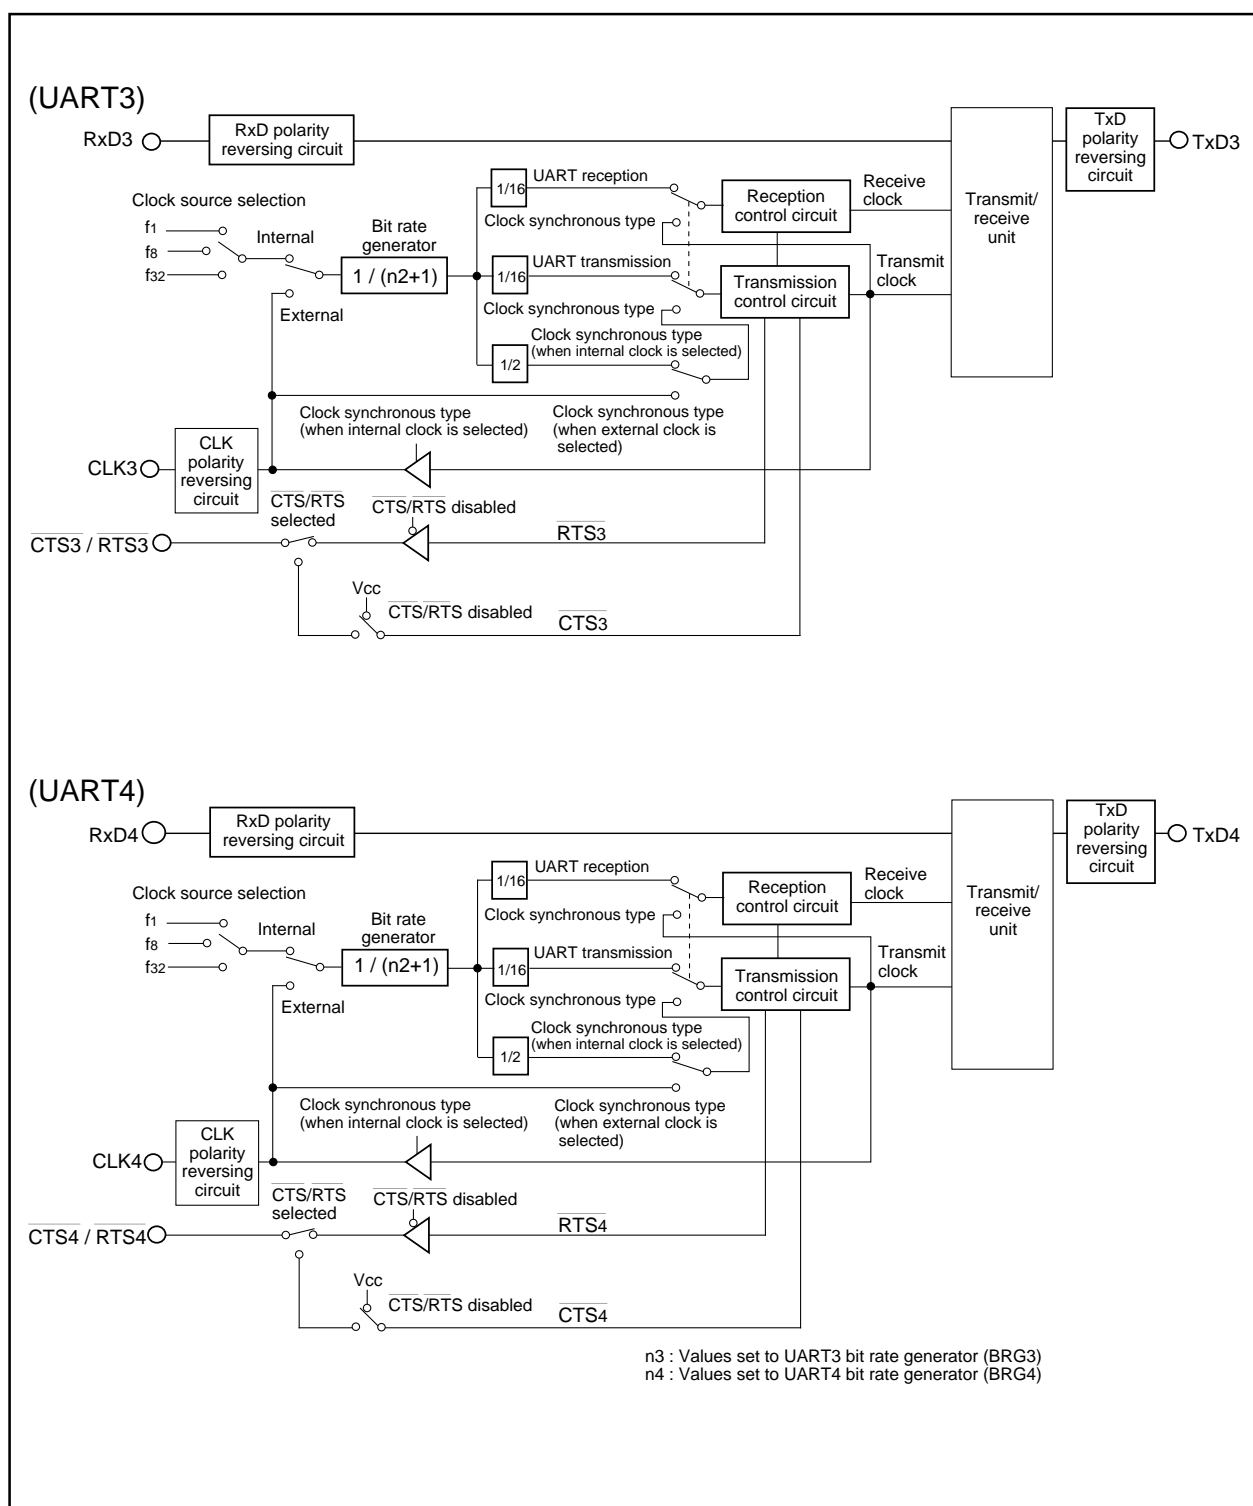 (UART3)
RxD3
RxD polarity
reversing circuit
TxD
polarity
reversing
circuit
TxD3
Clock source selection
f1
f8
f32
Internal
External
Bit rate
generator
1 / (n2+1)
1/16
UART reception
Clock synchronous type
1/16
UART transmission
Clock synchronous type
Clock synchronous type
(when internal clock is selected)
1/2
Reception
control circuit
Receive
clock
Transmission
control circuit
Transmit
clock
Transmit/
receive
unit
Clock synchronous type
(when internal clock is selected)
Clock synchronous type
(when external clock is
selected)
CLK3
CLK
polarity
reversing
circuit
CTS/RTS
selected
CTS/RTS disabled
CTS3 / RTS3
RTS3
Vcc
CTS/RTS disabled
CTS3
(UART4)
RxD4
RxD polarity
reversing circuit
TxD
polarity
reversing
circuit
TxD4
Clock source selection
f1
f8
f32
Internal
External
Bit rate
generator
1 / (n2+1)
1/16
UART reception
Clock synchronous type
1/16
UART transmission
Clock synchronous type
Clock synchronous type
(when internal clock is selected)
1/2
Reception
control circuit
Receive
clock
Transmission
control circuit
Transmit
clock
Transmit/
receive
unit
Clock synchronous type
(when internal clock is selected)
Clock synchronous type
(when external clock is
selected)
CLK4
CLK
polarity
reversing
circuit
CTS/RTS
selected
CTS/RTS disabled
CTS4 / RTS4
RTS4
Vcc
CTS/RTS disabled
CTS4
n3 : Values set to UART3 bit rate generator (BRG3)
n4 : Values set to UART4 bit rate generator (BRG4)